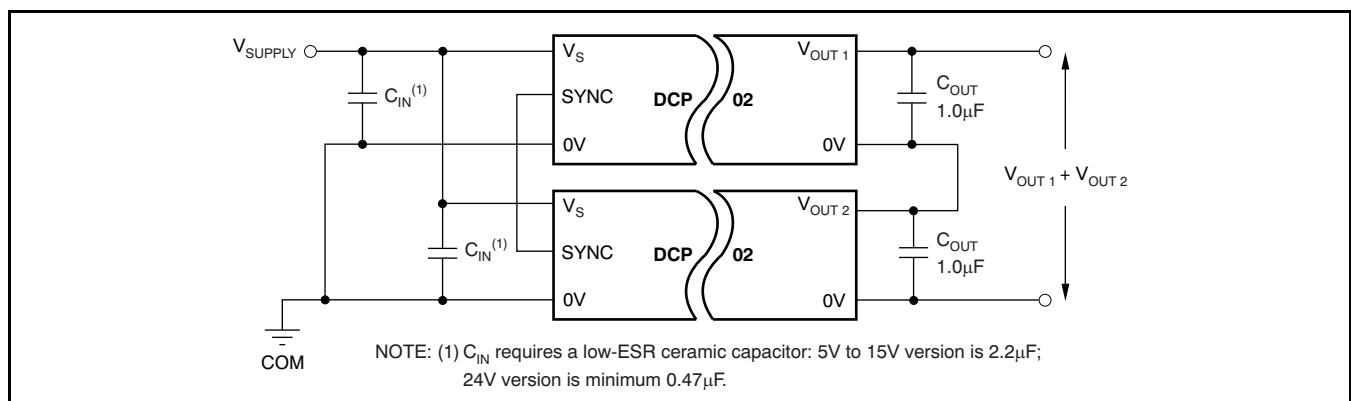 V_SUPPLY
C_IN^(1)
V_S
SYNC
0V
DCP 02
V_OUT 1
0V
C_OUT
1.0μF
V_OUT 1 + V_OUT 2
C_IN^(1)
V_S
SYNC
0V
DCP 02
V_OUT 2
0V
C_OUT
1.0μF
COM
NOTE: (1) C_IN requires a low-ESR ceramic capacitor: 5V to 15V version is 2.2μF;
24V version is minimum 0.47μF.